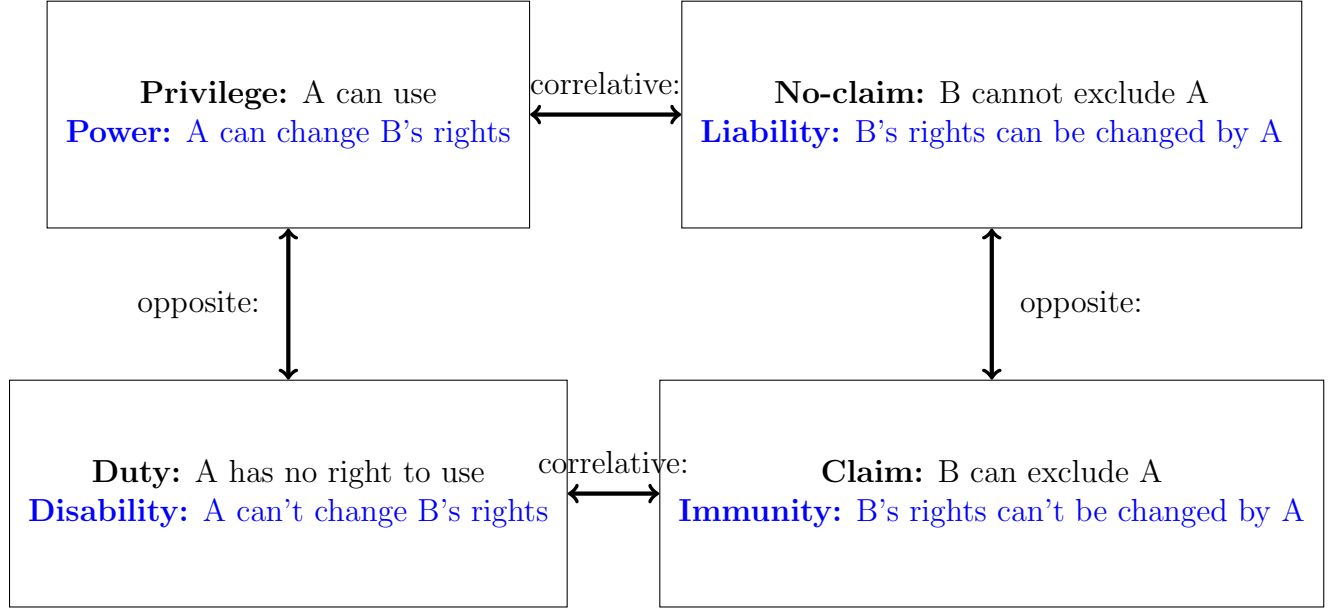 Privilege: A can use
Power: A can change B's rights
correlative:
No-claim: B cannot exclude A
Liability: B's rights can be changed by A
opposite:
opposite:
Duty: A has no right to use
Disability: A can't change B's rights
correlative:
Claim: B can exclude A
Immunity: B's rights can't be changed by A